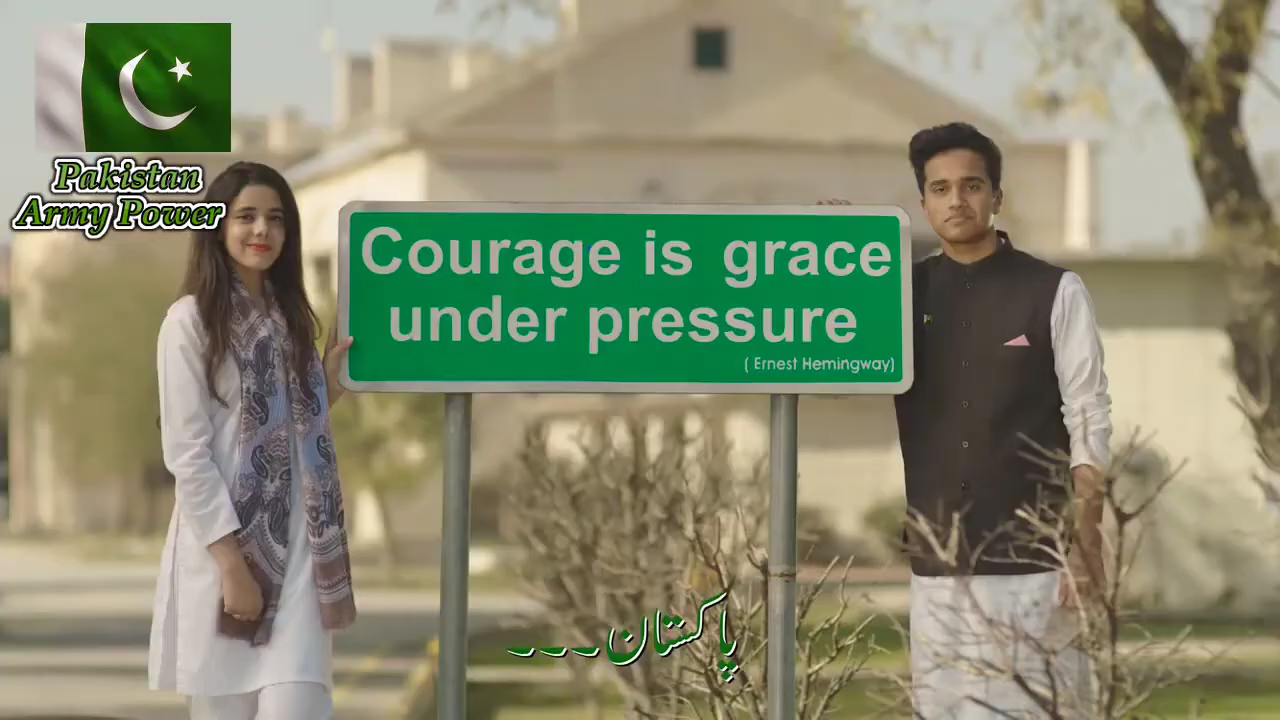 Pakistan
Army Power
Courage is grace
under pressure
( Ernest Hemingway)
پاکستان۔۔۔